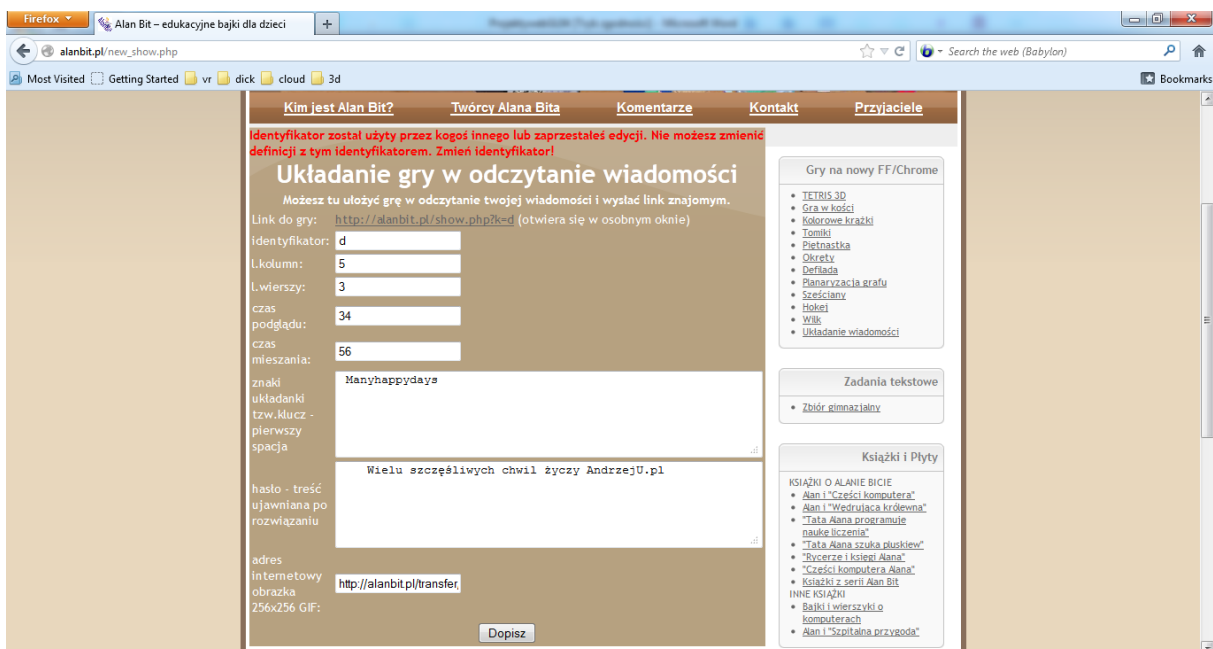 Firefox
Alan Bit – edukacyjne bajki dla dzieci
alanbit.pl/new_show.php
Search the web (Babylon)
Most Visited Getting Started vr dick cloud 3d
Bookmarks
Kim jest Alan Bit? Twórcy Alana Bita Komentarze Kontakt Przyjaciele
Identyfikator został użyty przez kogoś innego lub zaprzestałeś edycji. Nie możesz zmienić
definicji z tym identyfikatorem. Zmień identyfikator!
Układanie gry w odczytanie wiadomości
Możesz tu ułożyć grę w odczytanie twojej wiadomości i wysłać link znajomym.
Link do gry: http://alanbit.pl/show.php?k=d (otwiera się w osobnym oknie)
identyfikator: d
l.kolumn: 5
l.wierszy: 3
czas
podglądu: 34
czas
mieszania: 56
znaki
układanki
tzw.klucz -
pierwszy
spacja
Manyhappydays
hasło - treść
ujawniana po
rozwiązaniu
Wielu szczęśliwych chwil życzy AndrzejU.pl
adres
internetowy
obrazka
256x256 GIF:
http://alanbit.pl/transfer,
Dopisz
Gry na nowy FF/Chrome
TETRIS 3D
Gra w kości
Kolorowe krążki
Tomiki
Piętnastka
Okręty
Defilada
Planaryzacja grafu
Sześciany
Hokej
Wilk
Układanie wiadomości
Zadania tekstowe
Zbiór gimnazjalny
Książki i Płyty
KSIĄŻKI O ALANIE BICIE
Alan i "Części komputera"
Alan i "Wędrująca królewna"
"Tata Alana programuje
naukę liczenia"
"Tata Alana szuka pluskiew"
"Rycerze i księgi Alana"
"Części komputera Alana"
Książki z serii Alan Bit
INNE KSIĄŻKI
Bajki i wierszyki o
komputerach
Alan i "Szpitalna przygoda"